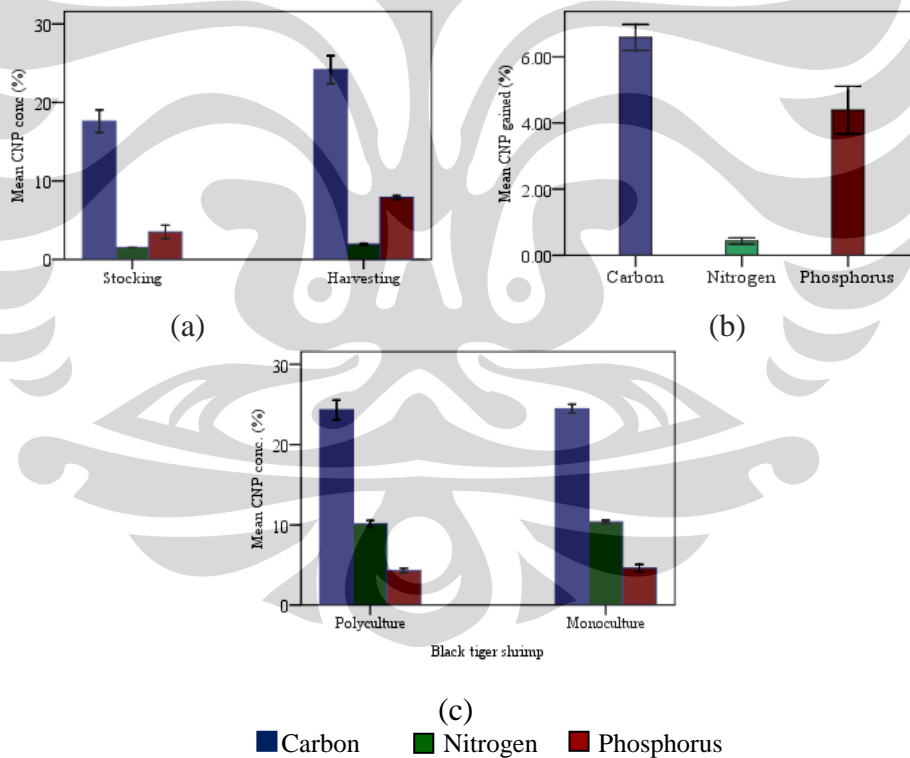 30
20
10
0
Mean CNP conc (%)
Stocking
Harvesting
(a)
6.00
4.00
2.00
0.00
Mean CNP gained (%)
Carbon
Nitrogen
Phosphorus
(b)
30
20
10
0
Mean CNP conc. (%)
Polyculture
Monoculture
Black tiger shrimp
(c)
Carbon
Nitrogen
Phosphorus